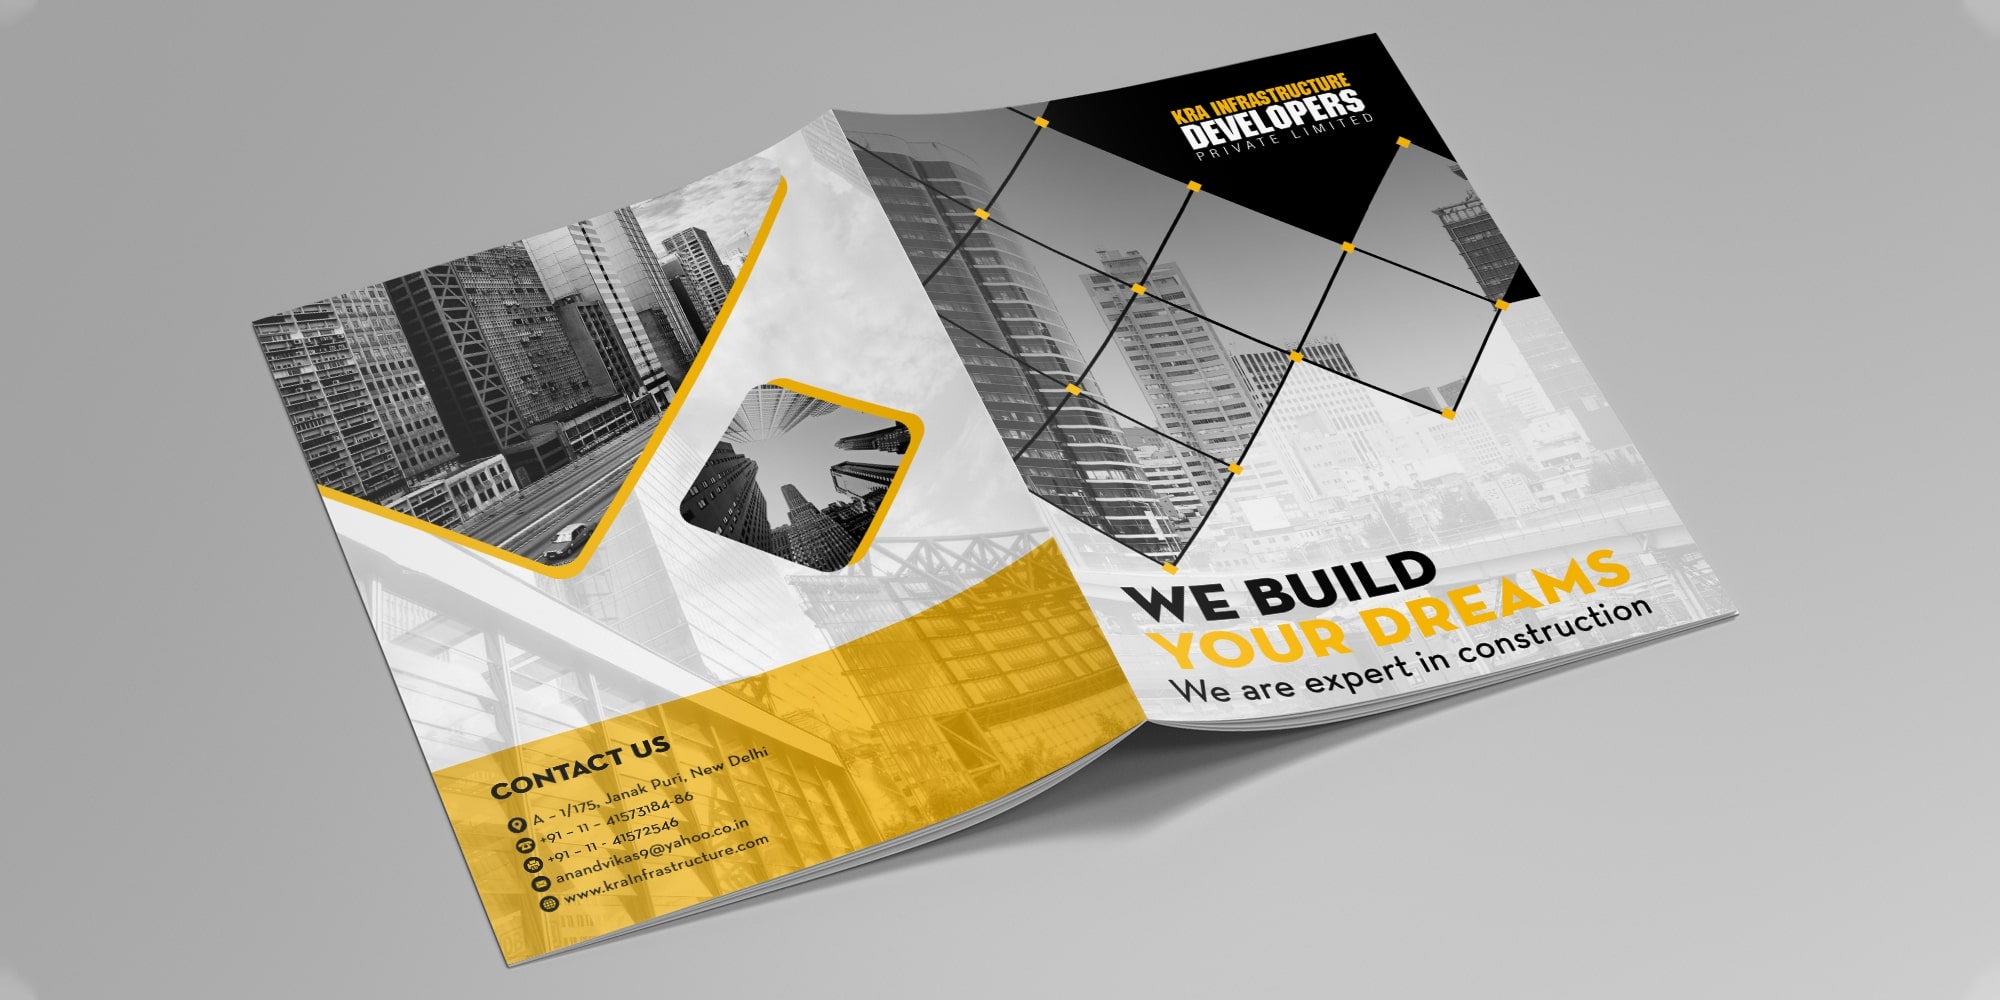 KRA INFRASTRUCTURE
DEVELOPERS
PRIVATE LIMITED
WE BUILD
YOUR DREAMS
We are expert in construction
CONTACT US
A - 1/175, Janak Puri, New Delhi
+91 - 11 - 41573184-86
+91 - 11 - 41572546
anandvikas9@yahoo.co.in
www.kraInfrastructure.com